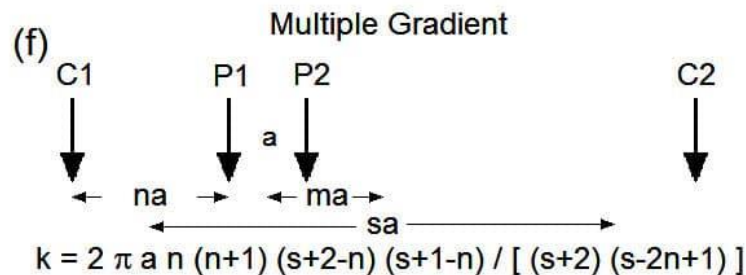 Multiple Gradient
(f)
C1 P1 P2 C2
a
na ma
sa
k = 2 π a n (n+1) (s+2-n) (s+1-n) / [ (s+2) (s-2n+1) ]